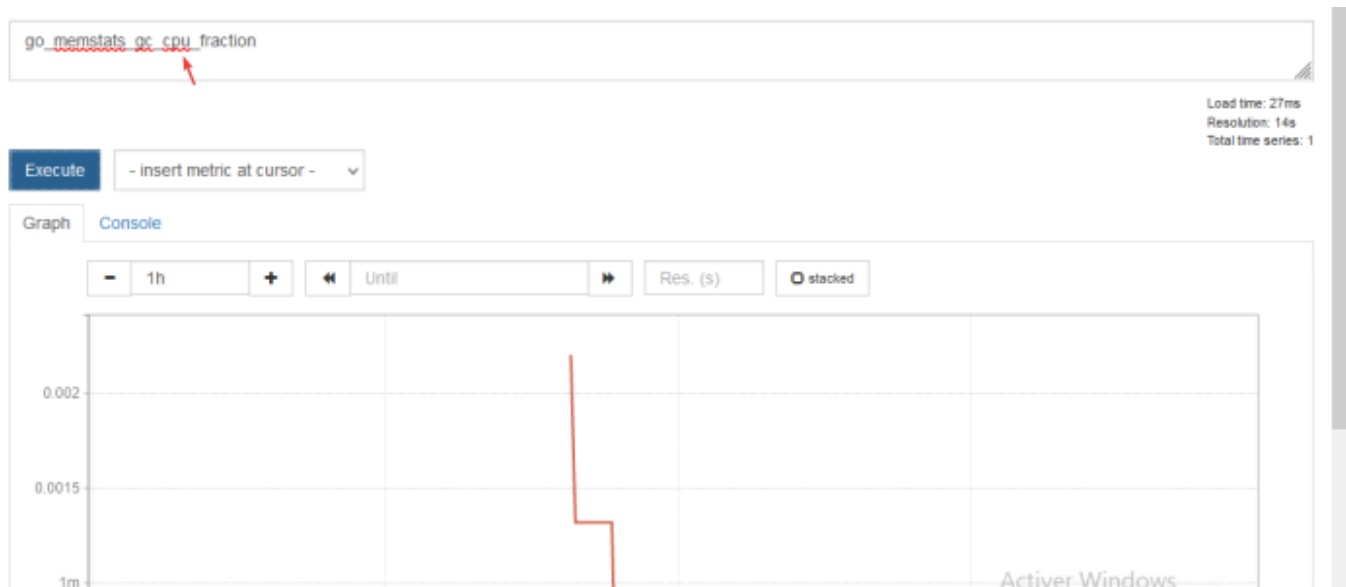 go_memstats_gc_cpu_fraction
Load time: 27ms
Resolution: 14s
Total time series: 1
Execute
- insert metric at cursor -
Graph Console
1h Until Res. (s) stacked
0.002
0.0015
1m
Activer Windows